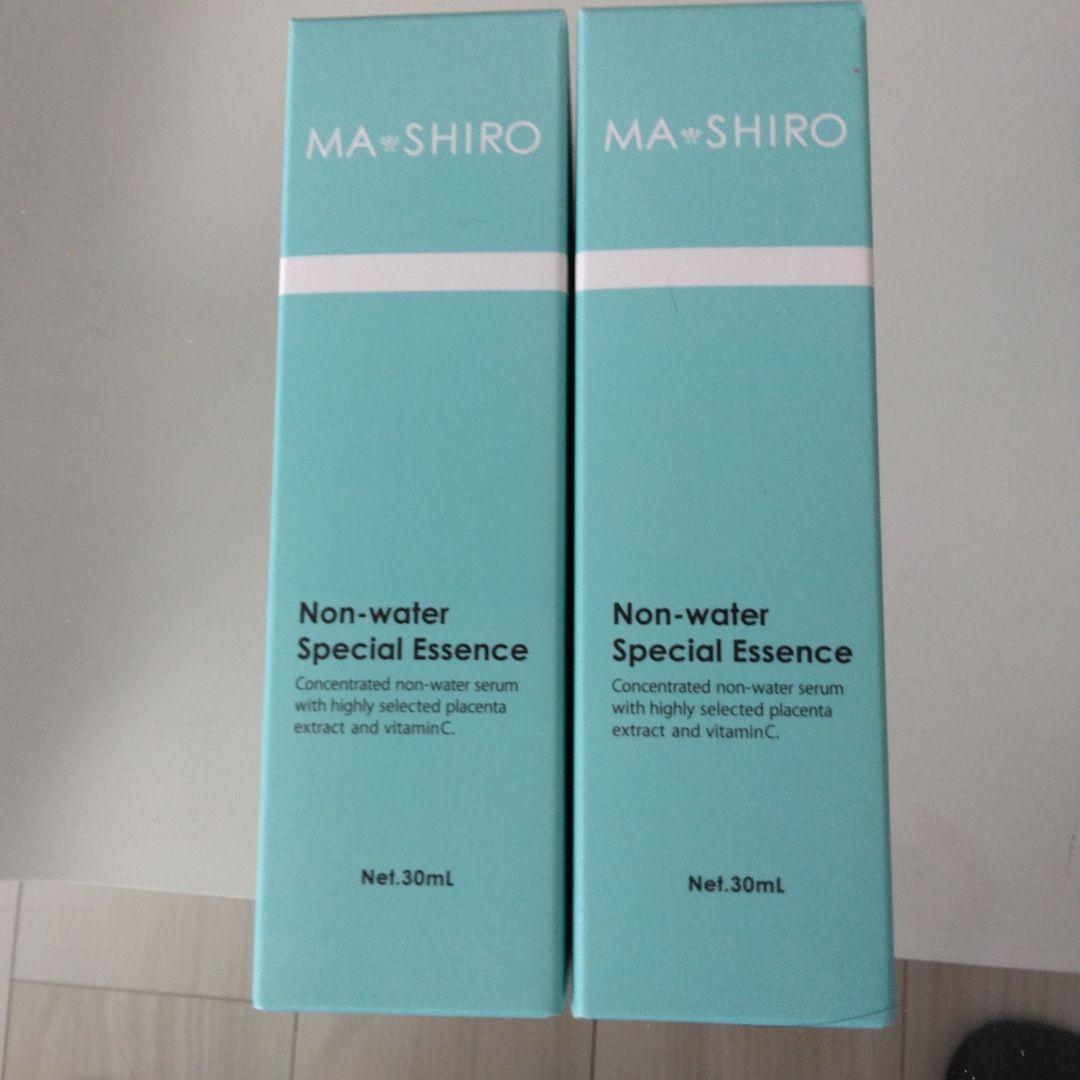 MA SHIRO
Non-water
Special Essence
Concentrated non-water serum
with highly selected placenta
extract and vitaminC.
Net.30mL
MA SHIRO
Non-water
Special Essence
Concentrated non-water serum
with highly selected placenta
extract and vitaminC.
Net.30mL